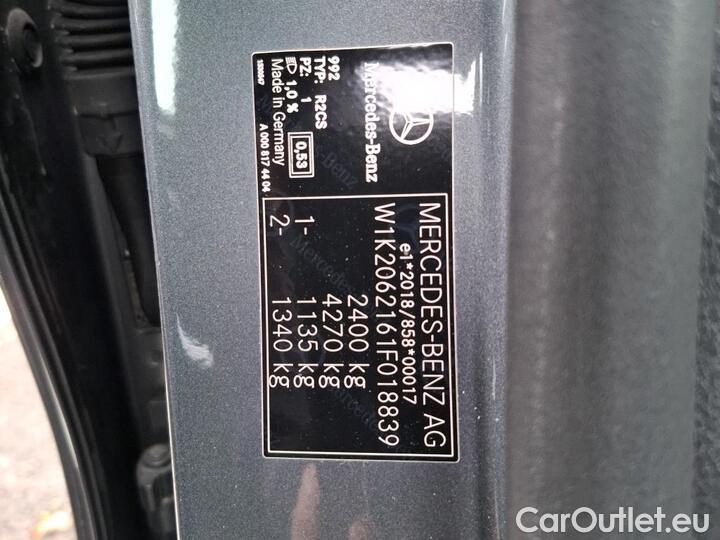 MERCEDES-BENZ AG
e1*2018/858*00017
W1K2062161F018839
2400 kg
4270 kg
1- 1135 kg
2- 1340 kg
Mercedes-Benz
992
TYP: R2CS
PZ: 1
1,0 % 0,53
Made in Germany
A 000 817 44 04
CarOutlet.eu